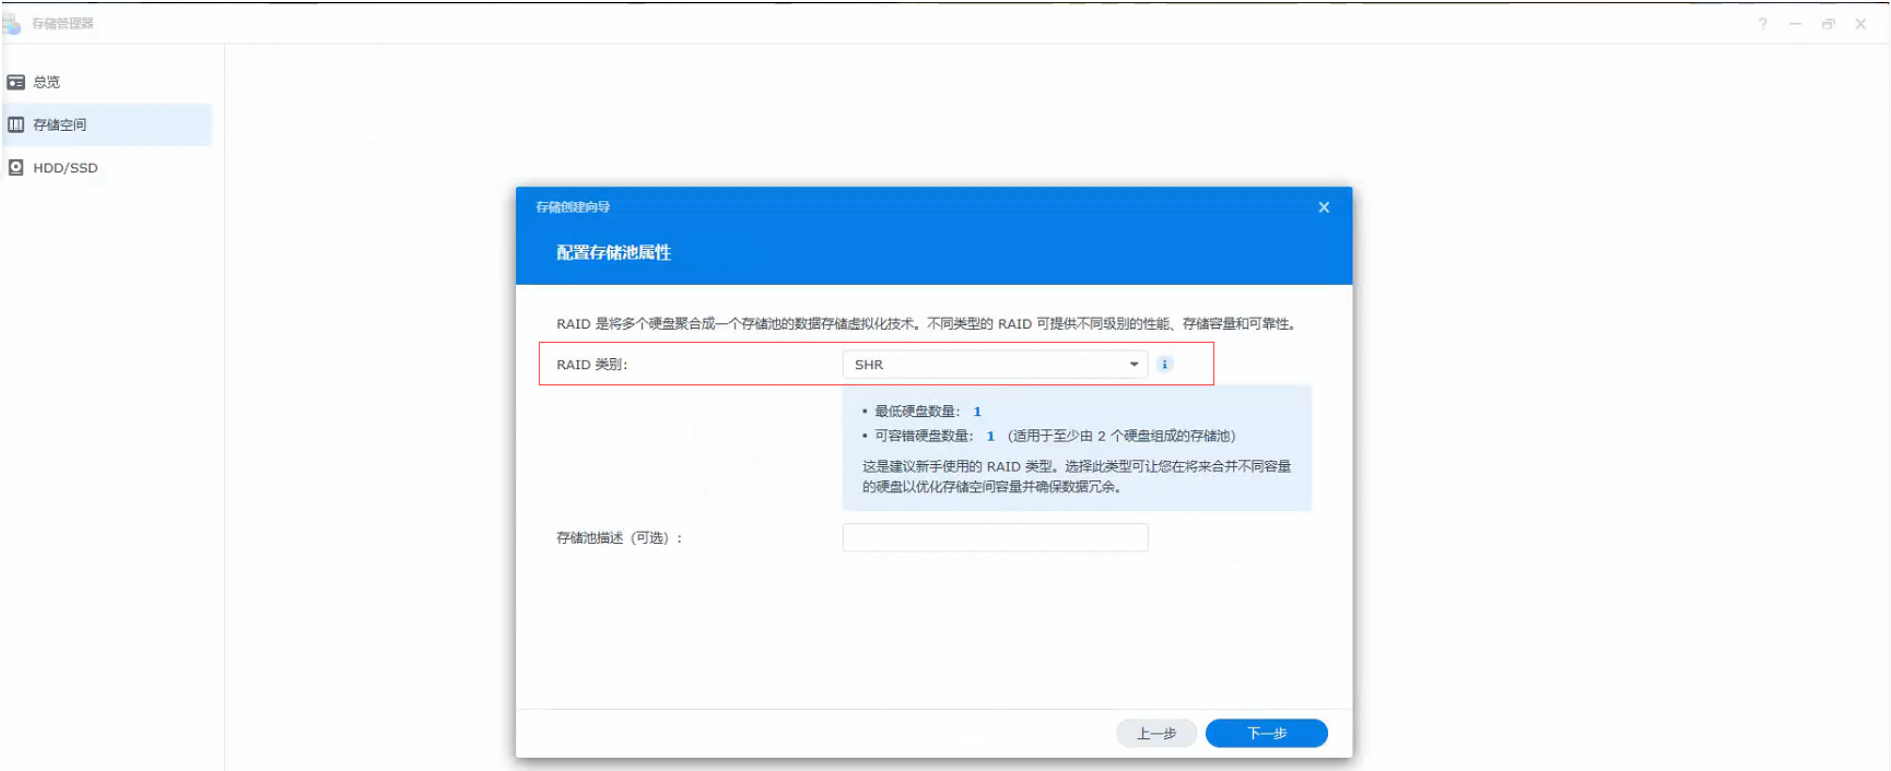 存储管理器
?
总览
存储空间
HDD/SSD
存储创建向导
配置存储池属性
RAID 是将多个硬盘聚合成一个存储池的数据存储虚拟化技术。不同类型的 RAID 可提供不同级别的性能、存储容量和可靠性。
RAID 类别:
SHR
i
• 最低硬盘数量: 1
• 可容错硬盘数量: 1 (适用于至少由 2 个硬盘组成的存储池)
这是建议新手使用的 RAID 类型。选择此类型可让您在将来合并不同容量
的硬盘以优化存储空间容量并确保数据冗余。
存储池描述（可选）:
上一步
下一步